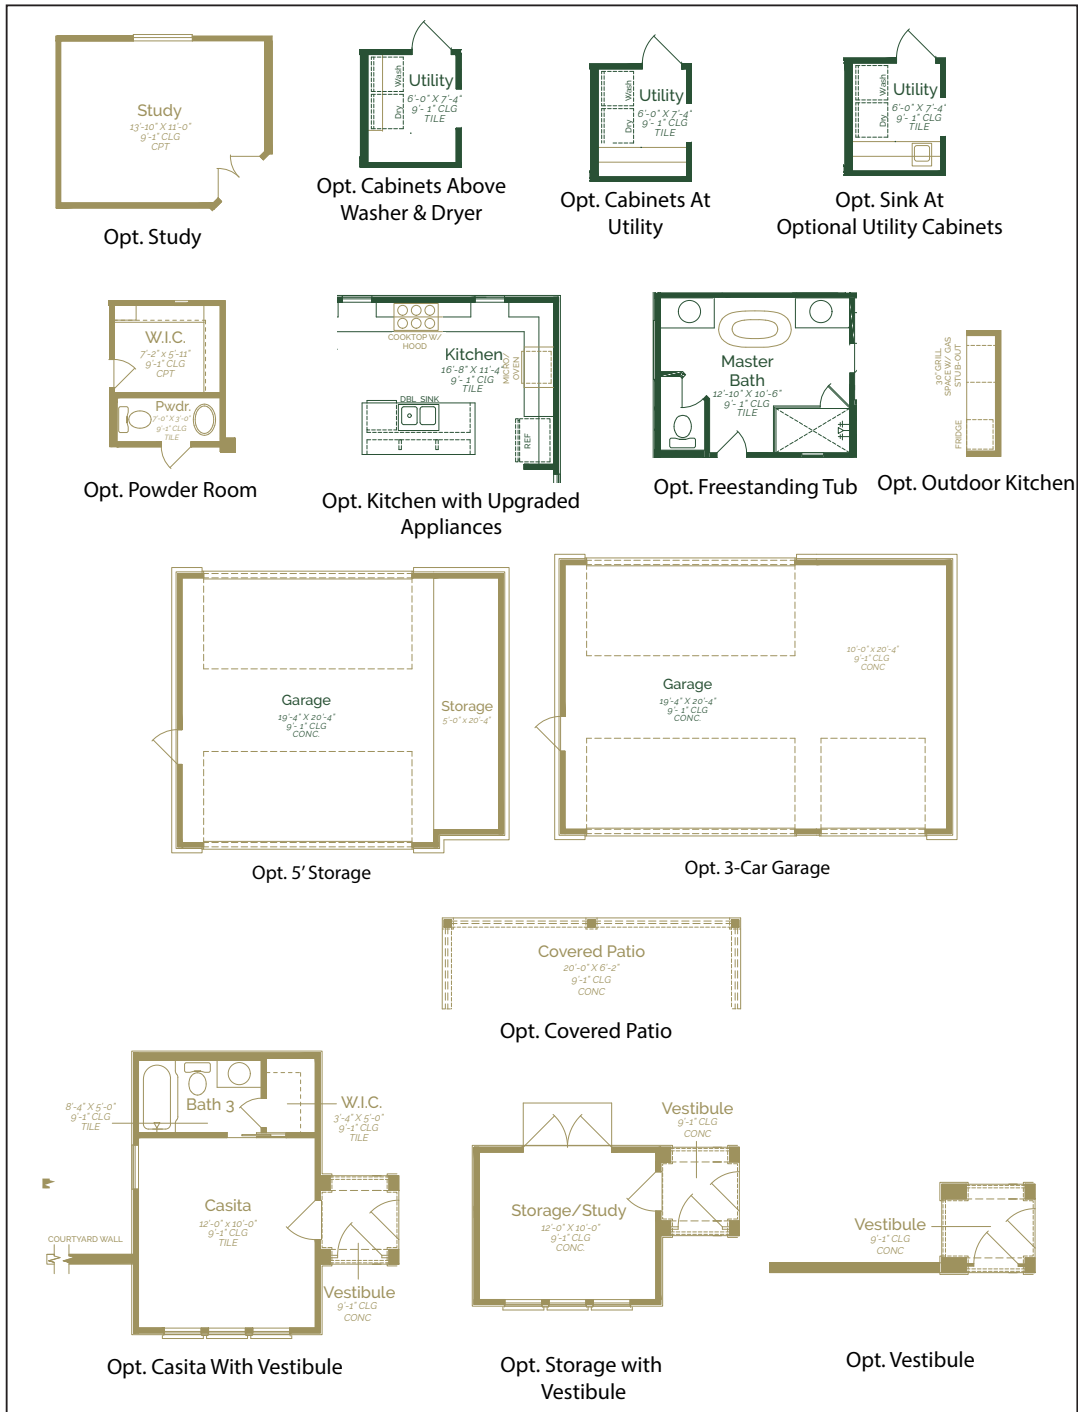 Study
13'-10" X 11'-0"
9'-1" CLG
CPT
Opt. Study
Wash
Dry
Utility
6'-0" X 7'-4"
9'- 1" CLG
TILE
Opt. Cabinets Above
Washer & Dryer
Wash
Dry
Utility
6'-0" X 7'-4"
9'- 1" CLG
TILE
Opt. Cabinets At
Utility
Wash
Dry
Utility
6'-0" X 7'-4"
9'- 1" CLG
TILE
Opt. Sink At
Optional Utility Cabinets
W.I.C.
7'-2" x 5'-11"
9'-1" CLG
CPT
Pwdr.
7'-0" X 3'-0"
9'-1" CLG
TILE
Opt. Powder Room
COOKTOP W/
HOOD
Kitchen
16'-8" X 11'-4"
9'- 1" ClG
TILE
MICRO/
OVEN
DBL SINK
REF
Opt. Kitchen with Upgraded
Appliances
Master
Bath
12'-10" X 10'-6"
9'- 1" CLG
TILE
Opt. Freestanding Tub
30" GRILL
SPACE W/ GAS
STUB-OUT
FRIDGE
Opt. Outdoor Kitchen
Garage
19'-4" X 20'-4"
9'- 1" CLG
CONC.
Storage
5'-0" x 20'-4"
Opt. 5' Storage
Garage
19'-4" X 20'-4"
9'- 1" CLG
CONC.
10'-0" x 20'-4"
9'-1" CLG
CONC
Opt. 3-Car Garage
Covered Patio
20'-0" X 6'-2"
9'-1" CLG
CONC
Opt. Covered Patio
8'-4" X 5'-0"
9'-1" CLG
TILE
Bath 3
W.I.C.
3'-4" X 5'-0"
9'-1" CLG
TILE
Casita
12'-0" x 10'-0"
9'-1" CLG
TILE
COURTYARD WALL
Vestibule
9'-1" CLG
CONC
Opt. Casita With Vestibule
Vestibule
9'-1" CLG
CONC
Storage/Study
12'-0" X 10'-0"
9'-1" CLG
CONC.
Opt. Storage with
Vestibule
Vestibule
9'-1" CLG
CONC
Opt. Vestibule